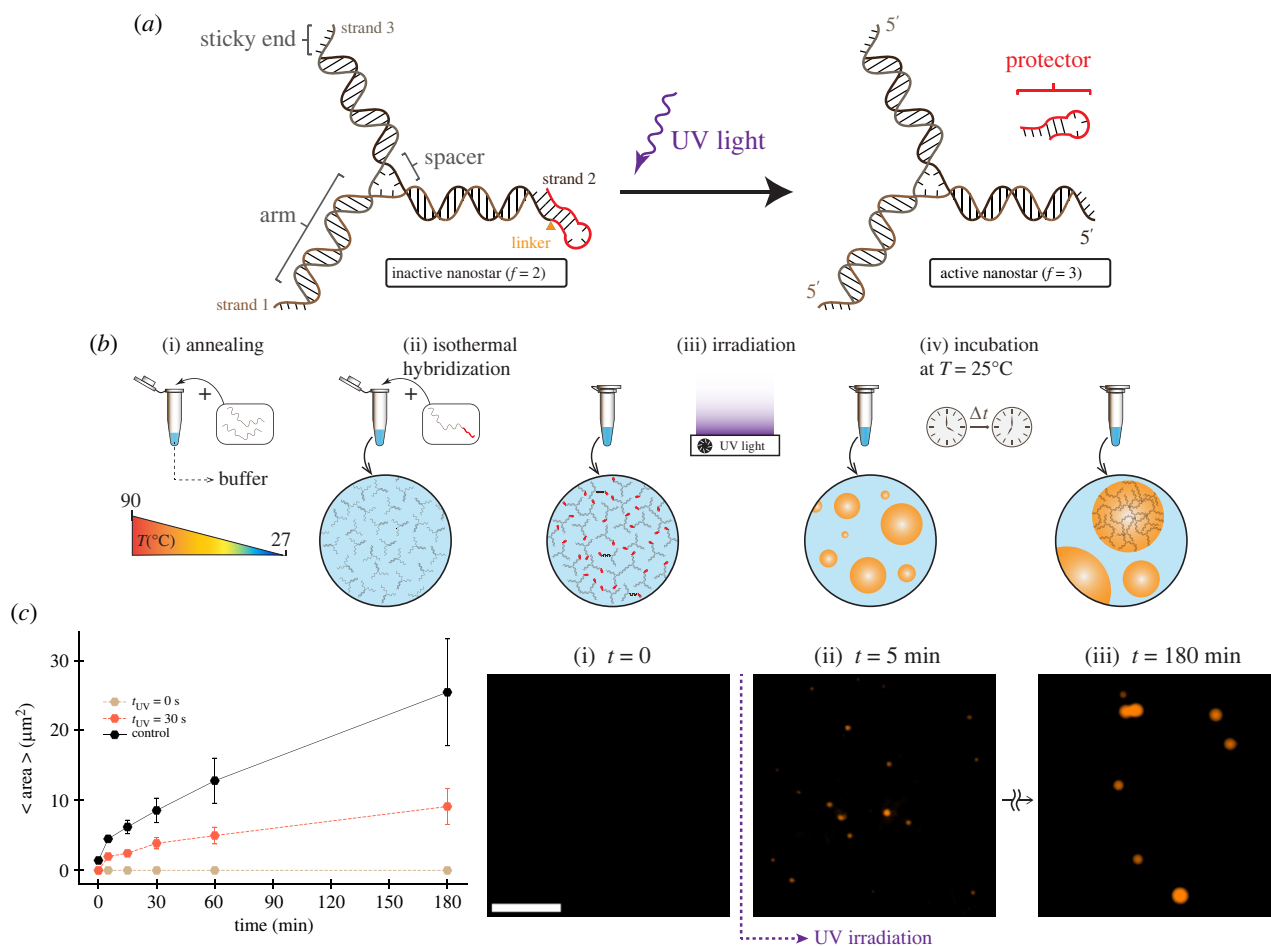 (a)
sticky end
strand 3
spacer
arm
strand 2
linker
inactive nanostar (f = 2)
strand 1
UV light
5′
protector
5′
5′
active nanostar (f = 3)
(b)
(i) annealing
+
buffer
90
T(°C)
27
(ii) isothermal
hybridization
+
(iii) irradiation
UV light
(iv) incubation
at T = 25°C
Δt
(c)
< area > (μm²)
30
20
10
0
tUV = 0 s
tUV = 30 s
control
0
30
60
90
120
150
180
time (min)
(i) t = 0
(ii) t = 5 min
(iii) t = 180 min
UV irradiation